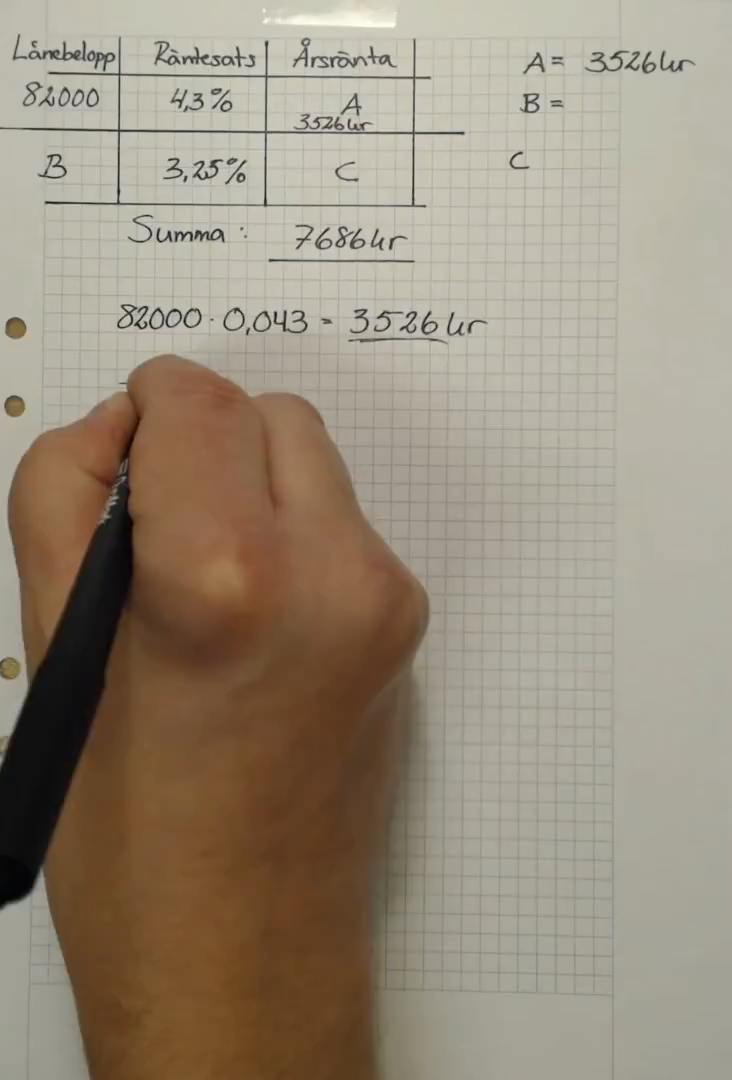 Lånebelopp Räntesats Årsränta
82000 4,3% A
3526kr
B 3,25% C
Summa: 7686kr
A= 3526kr
B=
C
82000·0,043 = 3526kr